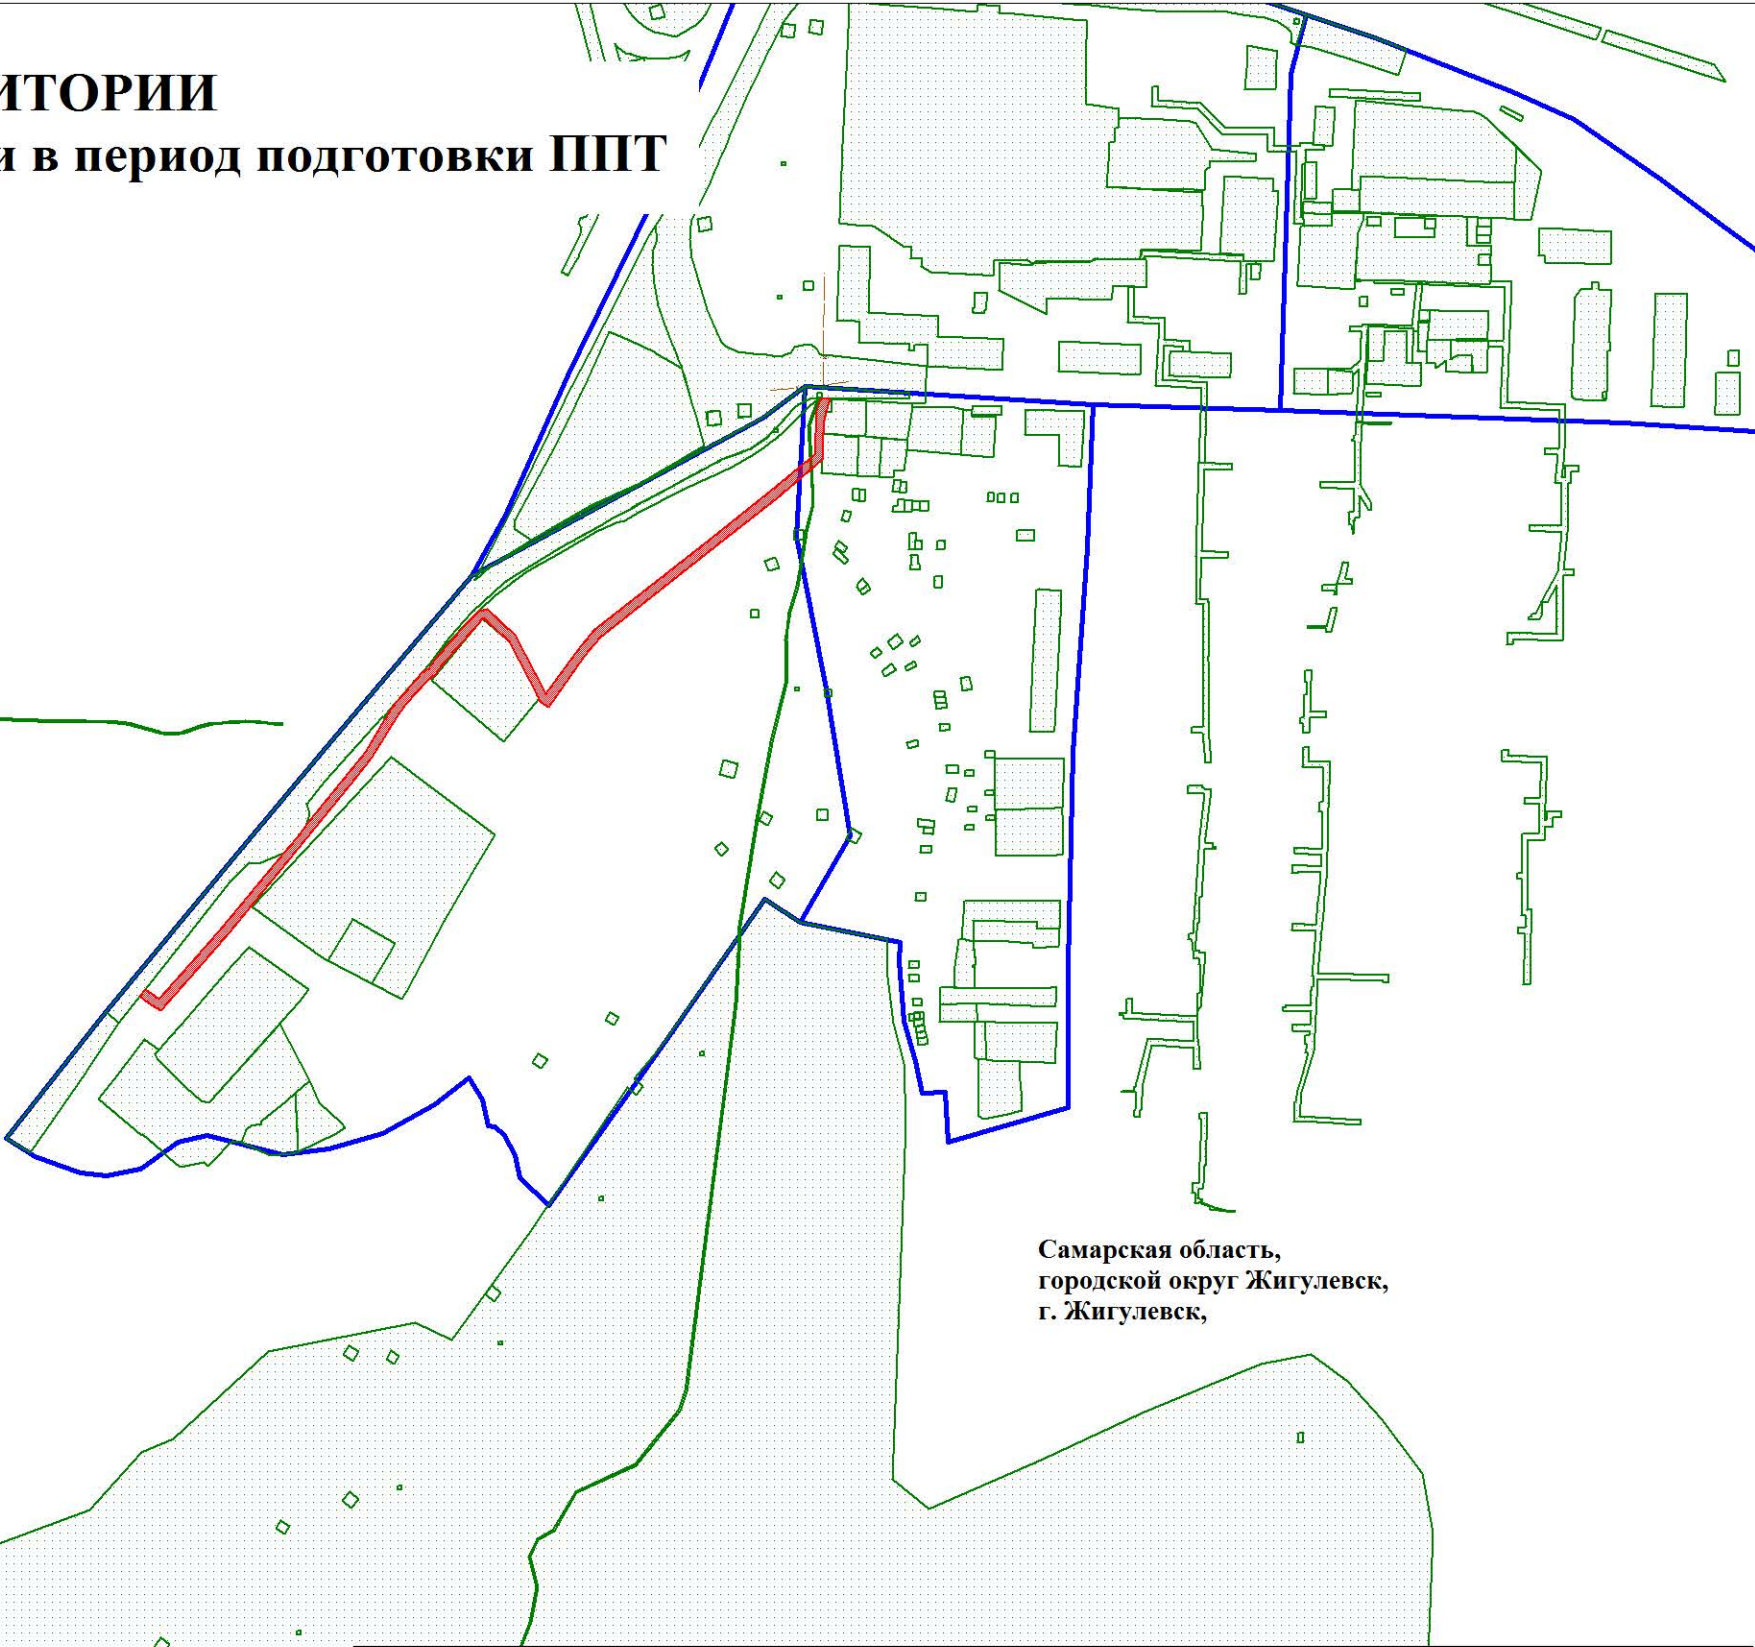 ИТОРИИ
и в период подготовки ППТ
Самарская область,
городской округ Жигулевск,
г. Жигулевск,